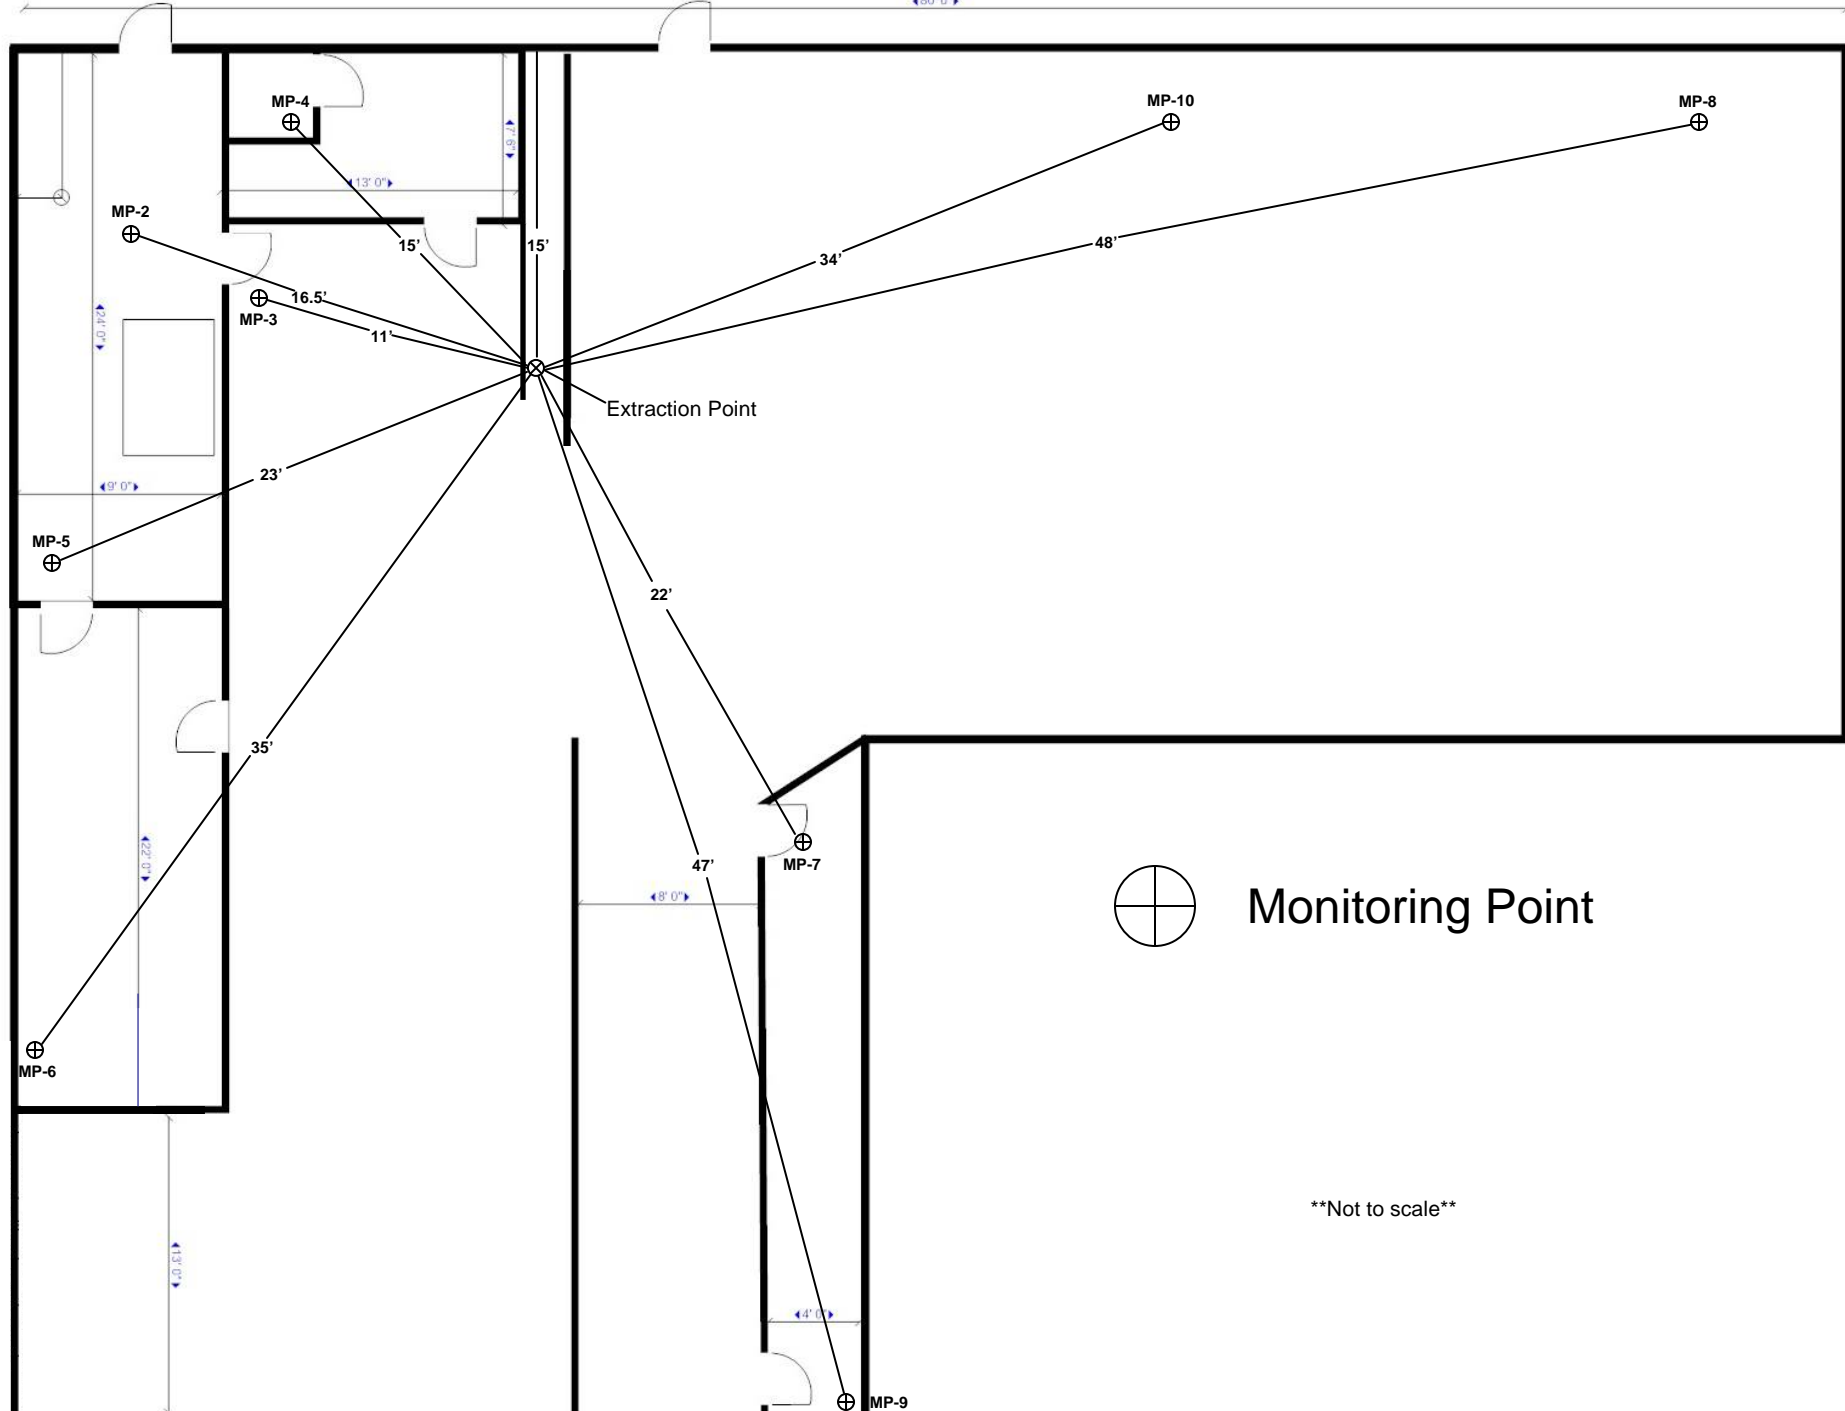 80' 0"
MP-4
MP-10
MP-8
7' 6"
13' 0"
MP-2
15’
15’
48’
34’
16.5’
MP-3
11’
24' 0"
Extraction Point
23’
9' 0"
MP-5
22’
35’
22' 0"
47’
MP-7
8' 0"
Monitoring Point
MP-6
**Not to scale**
13' 0"
4' 0"
MP-9